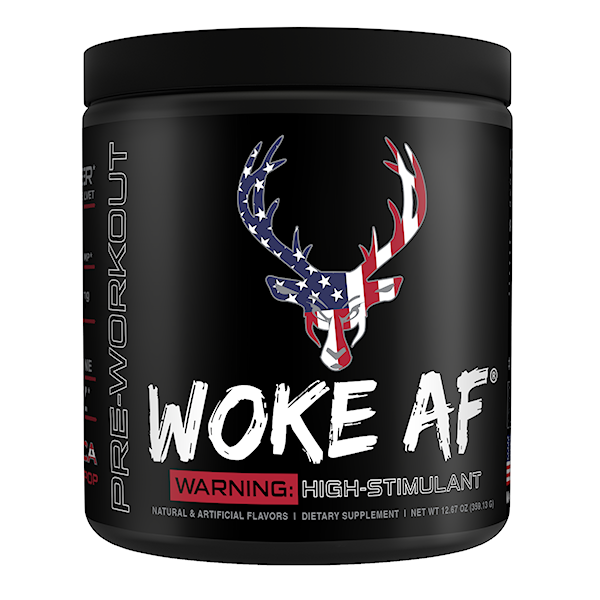 PRE-WORKOUT
WOKE AF®
WARNING: HIGH-STIMULANT
NATURAL & ARTIFICIAL FLAVORS | DIETARY SUPPLEMENT | NET WT 12.67 OZ (359.13 G)
POP